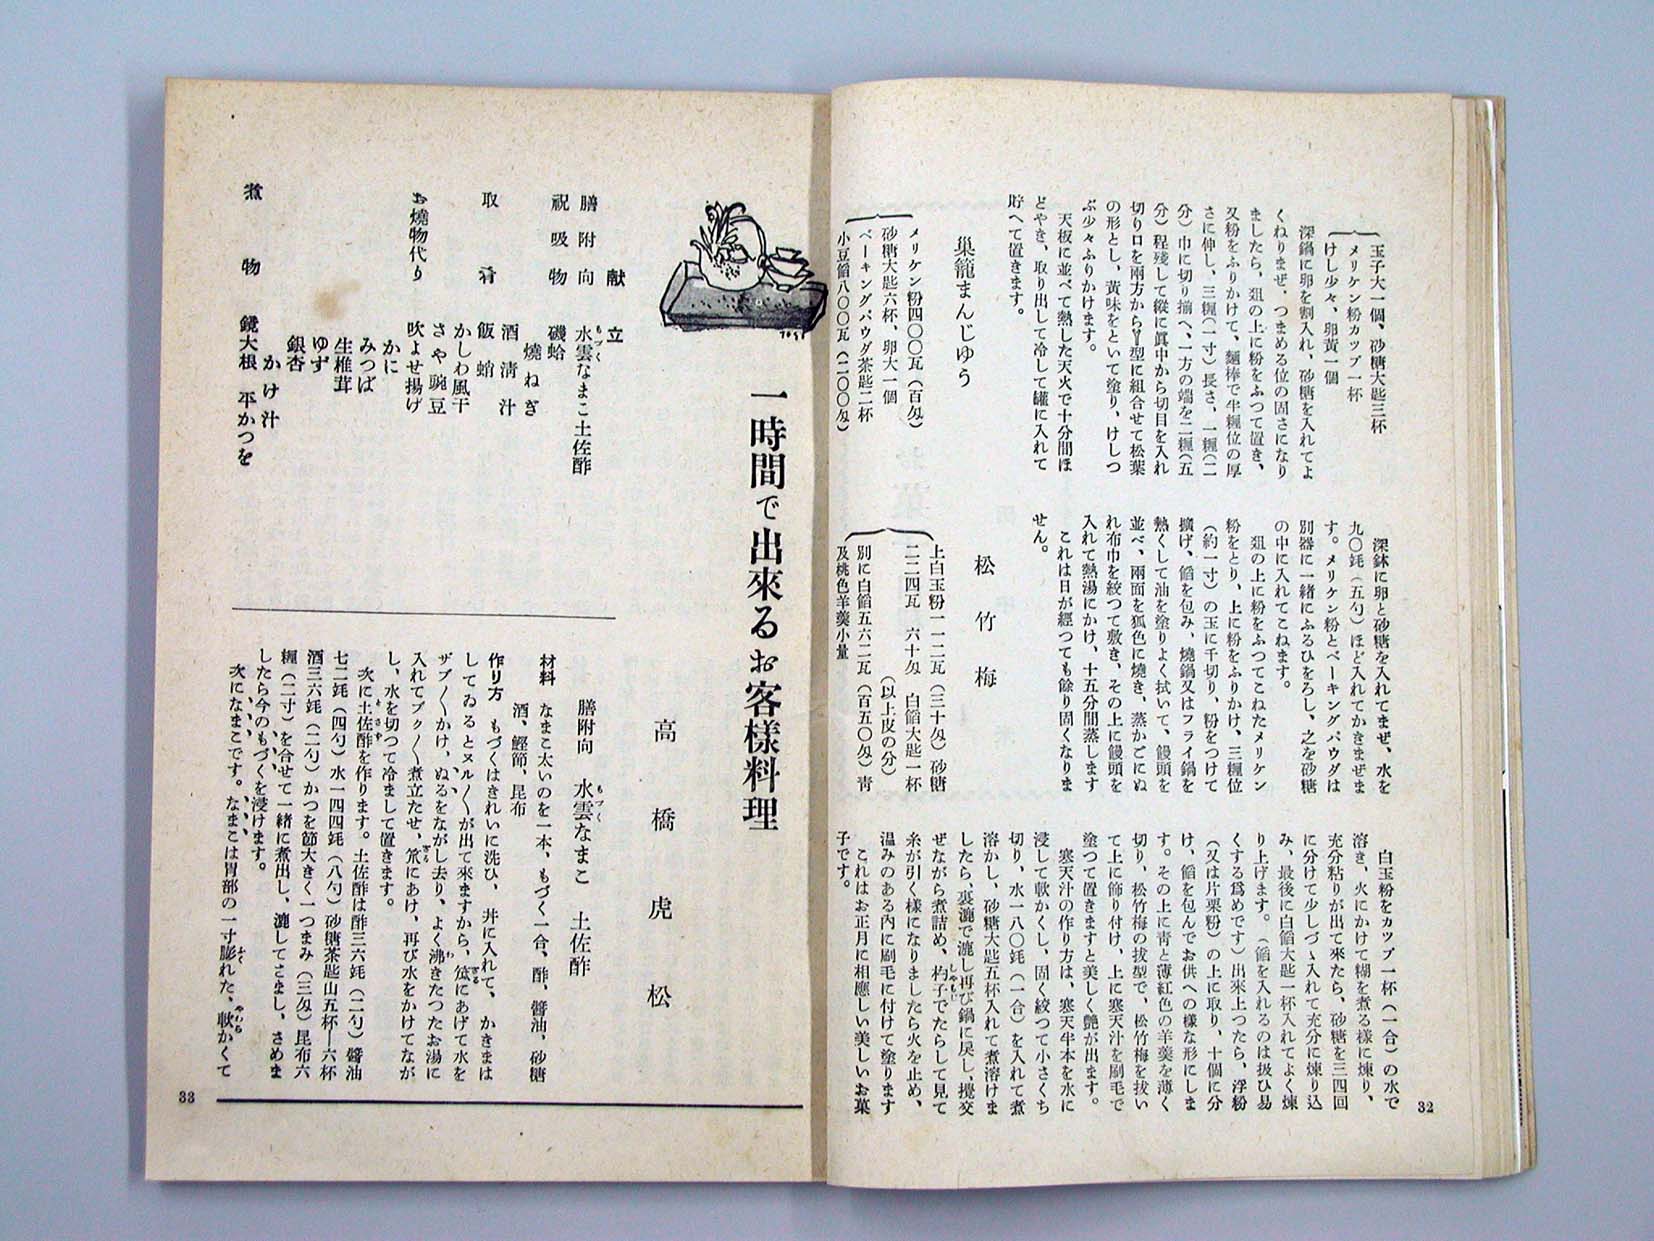 玉子大一個、砂糖大匙三杯
メリケン粉カツプ一杯
けし少々、卵黄一個
深鍋に卵を割入れ、砂糖を入れてよ
くねりまぜ、つまめる位の固さになり
ましたら、俎の上に粉をふつて置き、
又粉をふりかけて、麺棒で半糎位の厚
さに伸し、三糎(一寸)長さ、一糎(二
分)巾に切り揃へ、一方の端を二糎(五
分)程残して縦に眞中から切目を入れ
切り口を兩方から
型に組合せて松葉
の形とし、黄味をといて塗り、けしつ
ぶ少々ふりかけます。
天板に並べて熱した天火で十分間ほ
どやき、取り出して冷して罐に入れて
貯へて置きます。
巣籠まんじゆう
メリケン粉四〇〇瓦(百匁)
砂糖大匙六杯、卵大一個
ベーキングパウダ茶匙二杯
小豆餡八〇〇瓦(二〇〇匁)
深鉢に卵と砂糖を入れてまぜ、水を
九〇竓(五勺)ほど入れてかきまぜま
す。メリケン粉とベーキングパウダは
別器に一緒にふるひをろし、之を砂糖
の中に入れてこねます。
俎の上に粉をふつてこねたメリケン
粉をとり、上に粉をふりかけ、三糎位
(約一寸)の玉に千切り、粉をつけて
擴げ、餡を包み、燒鍋又はフライ鍋を
熱くして油を塗りよく拭いて、饅頭を
並べ、兩面を狐色に燒き、蒸かごにぬ
れ布巾を絞つて敷き、その上に饅頭を
入れて熱湯にかけ、十五分間蒸します
これは日が經つても餘り固くなりま
せん。
松竹梅
上白玉粉一一二瓦(三十匁)砂糖
二二四瓦 六十匁 白餡大匙一杯
(以上皮の分)
別に白餡五六二瓦(百五〇匁)靑
及桃色羊羹小量
白玉粉をカツプ一杯(一合)の水で
溶き、火にかけて糊を煮る樣に煉り、
充分粘りが出て來たら、砂糖を三四回
に分けて少しづゝ入れて充分に煉り込
み、最後に白餡大匙一杯入れてよく煉
り上げます。(餡を入れるのは扱ひ易
くする爲めです)出來上つたら、浮粉
(又は片栗粉)の上に取り、十個に分
け、餡を包んでお供への樣な形にしま
す。その上に靑と薄紅色の羊羹を薄く
切り、松竹梅の拔型で、松竹梅を拔い
て上に飾り付け、上に寒天汁を刷毛で
塗つて置きますと美しく艶が出ます。
寒天汁の作り方は、寒天半本を水に
浸して軟かくし、固く絞つて小さくち
切り、水一八〇竓(一合)を入れて煮
溶かし、砂糖大匙五杯入れて煮溶けま
したら、裏漉で漉し再び鍋に戻し、攪交
ぜながら煮詰め、杓子でたらして見て
糸が引く樣になりましたら火を止め、
温みのある内に刷毛に付けて塗ります
これはお正月に相應しい美しいお菓
子です。
32
一時間で出來るお客樣料理
高橋虎松
献立
膳附向 水雲なまこ土佐酢
祝吸物 磯蛤
燒ねぎ
酒淸汁
取肴 飯蛸
かしわ風干
さや豌豆
お燒物代り 吹よせ揚げ
かに
みつば
生椎茸
ゆず
銀杏
かけ汁
煮物 鏡大根 平かつを
膳附向 水雲なまこ 土佐酢
材料 なまこ太いのを一本、もづく一合、酢、醬油、砂糖
酒、鰹節、昆布
作り方 もづくはきれいに洗ひ、丼に入れて、かきまは
してゐるとヌル〱が出て來ますから、笊にあげて水を
ザブ〱かけ、ぬるをながし去り、よく沸きたつたお湯に
入れてブク〱煮立たせ、笊にあけ、再び水をかけてなが
し、水を切つて冷まして置きます。
次に土佐酢を作ります。土佐酢は酢三六竓(二勺)醬油
七二竓(四勺)水一四四竓(八勺)砂糖茶匙山五杯—六杯
酒三六竓(二勺)かつを節大きく一つまみ(三匁)昆布六
糎(二寸)を合せて一緒に煮出し、漉してさまし、さめま
したら今のもづくを浸けます。
次になまこです。なまこは胃部の一寸膨れた、軟かくて
33